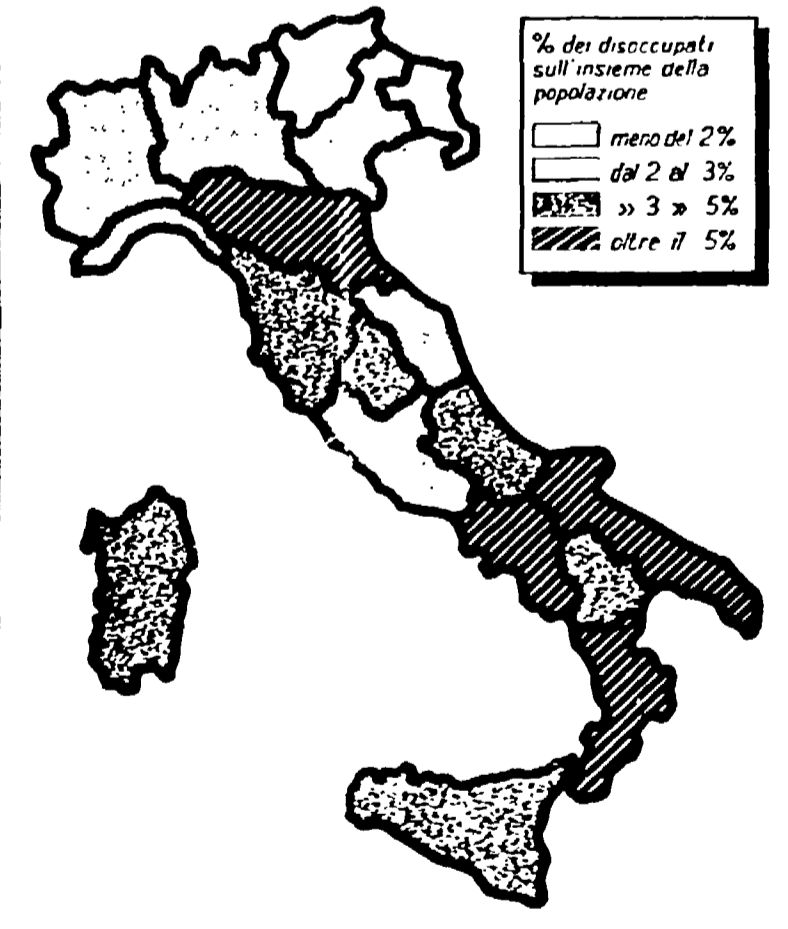 % dei disoccupati
sull'insieme della
popolazione
meno del 2%
dal 2 al 3%
» 3 » 5%
oltre il 5%